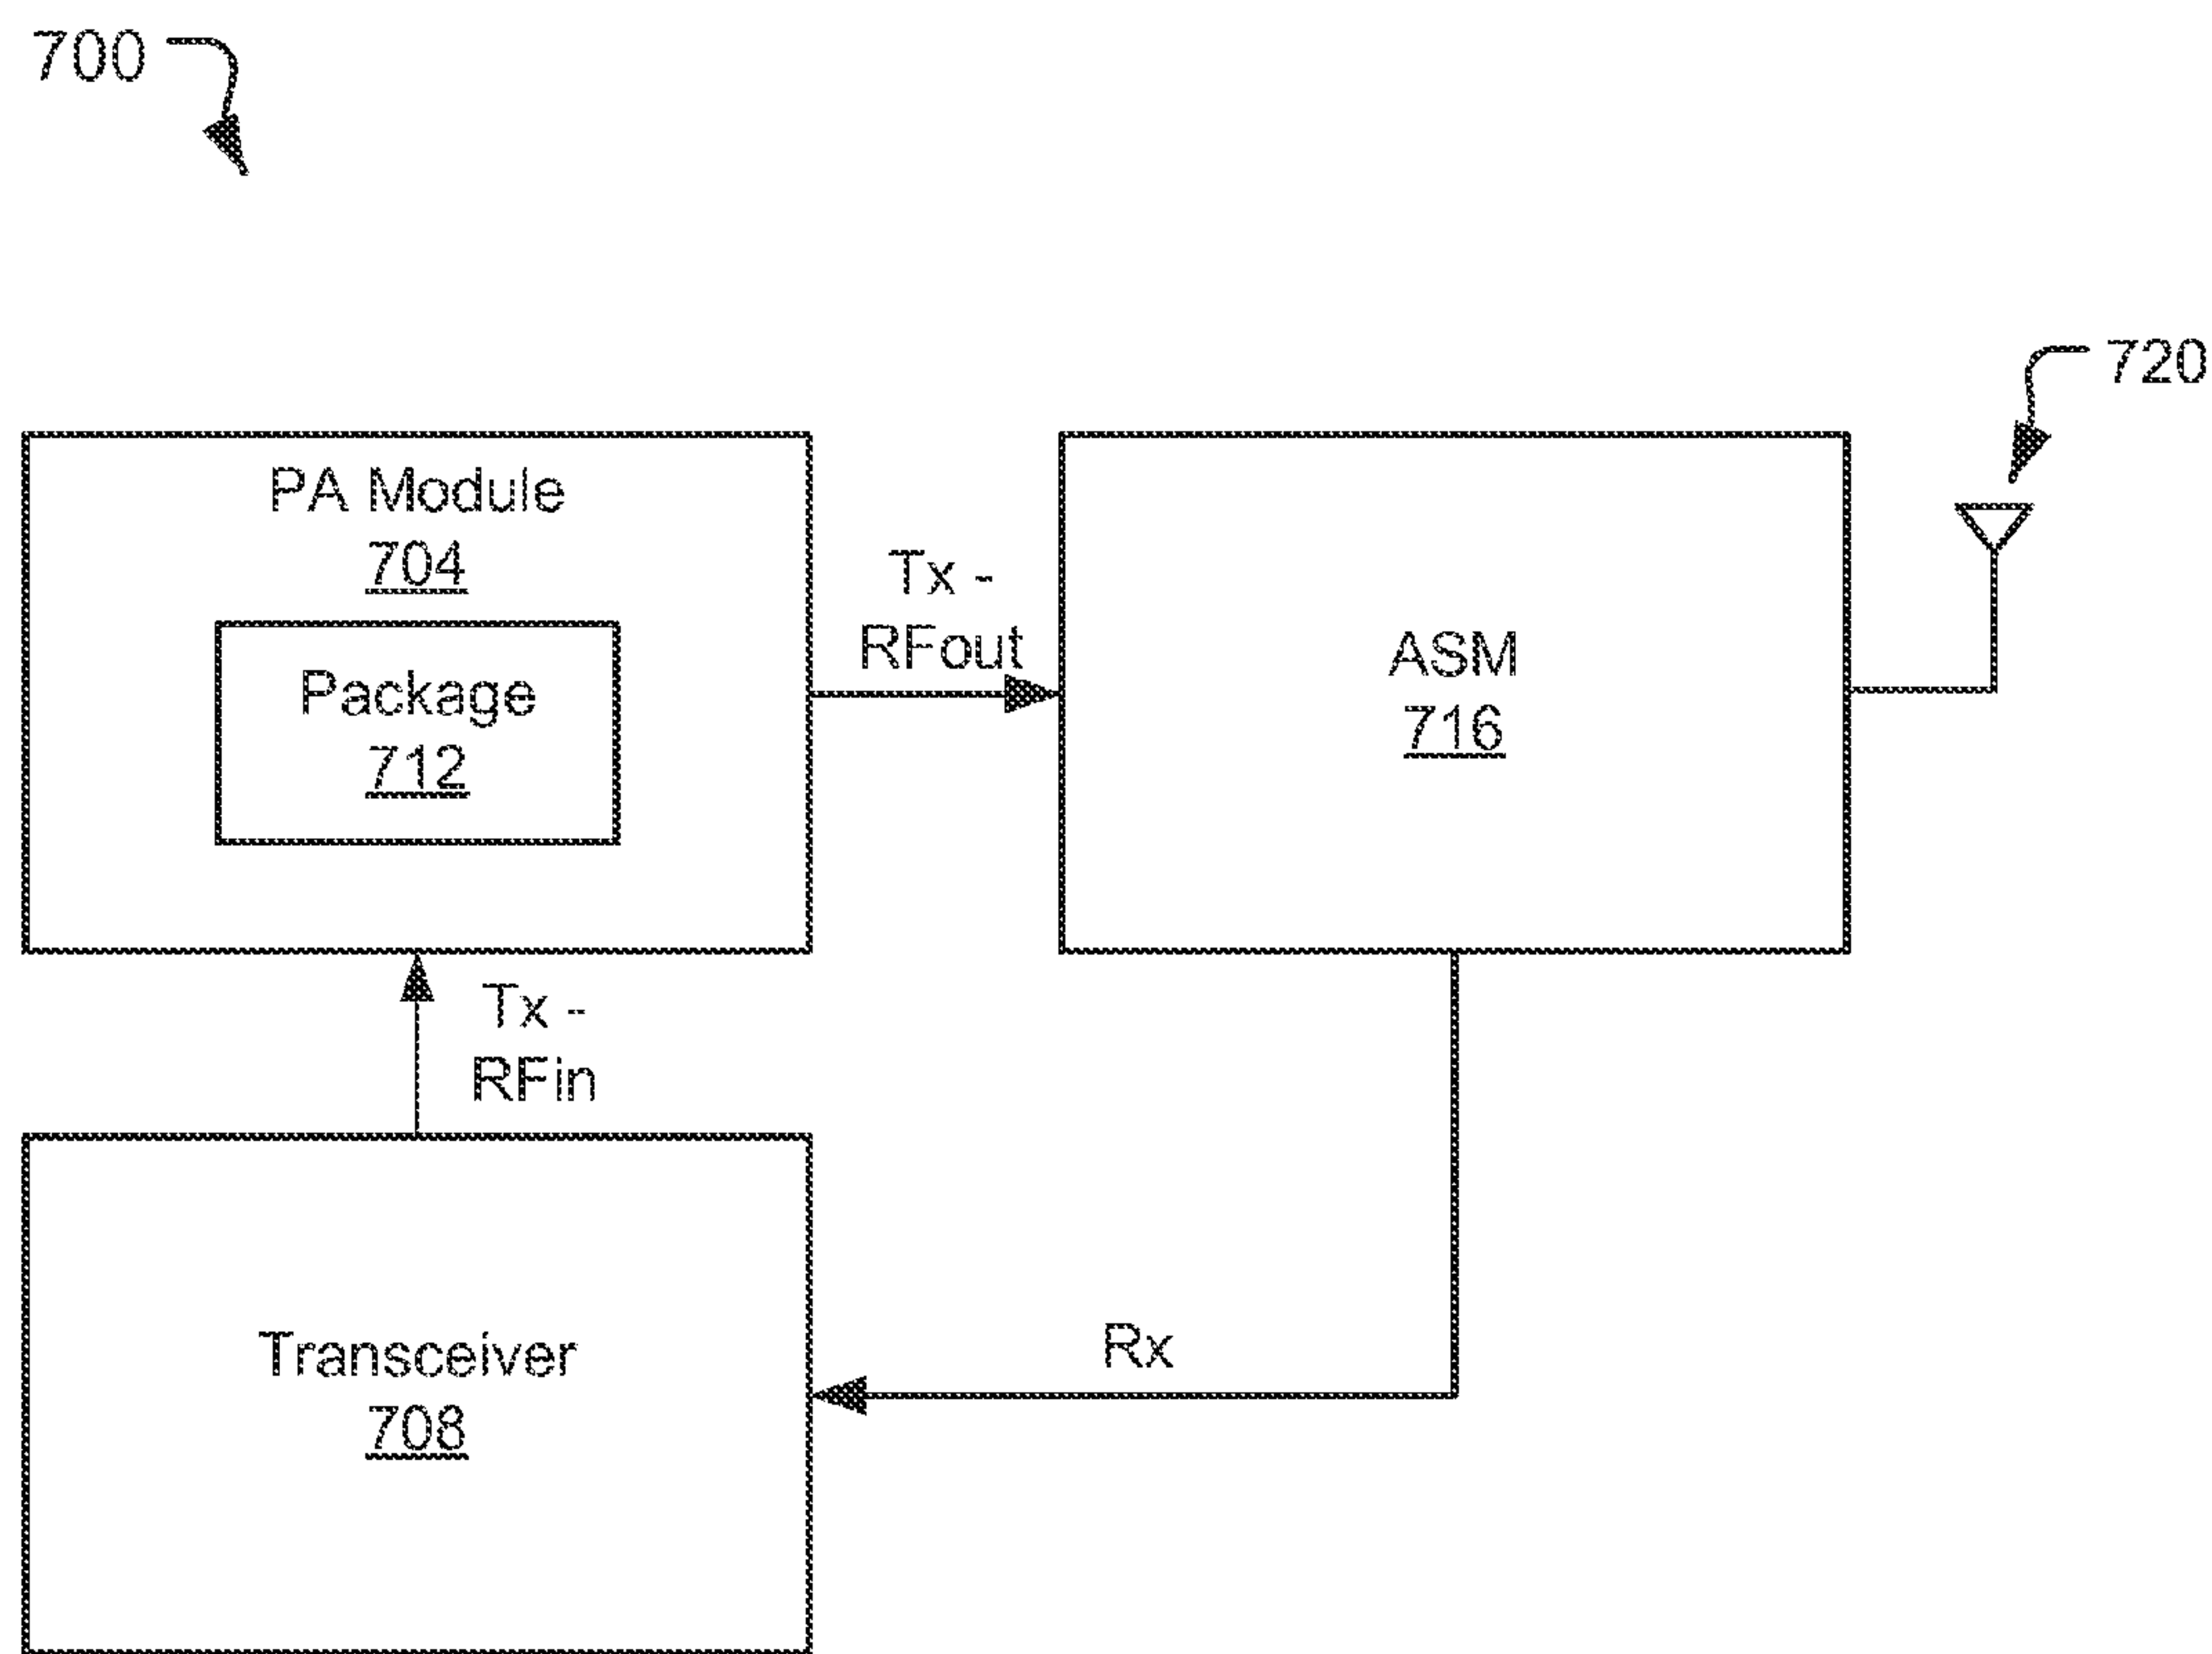 700
720
PA Module
704
Package
712
Tx -
RFout
ASM
716
Tx -
RFin
Transceiver
708
Rx